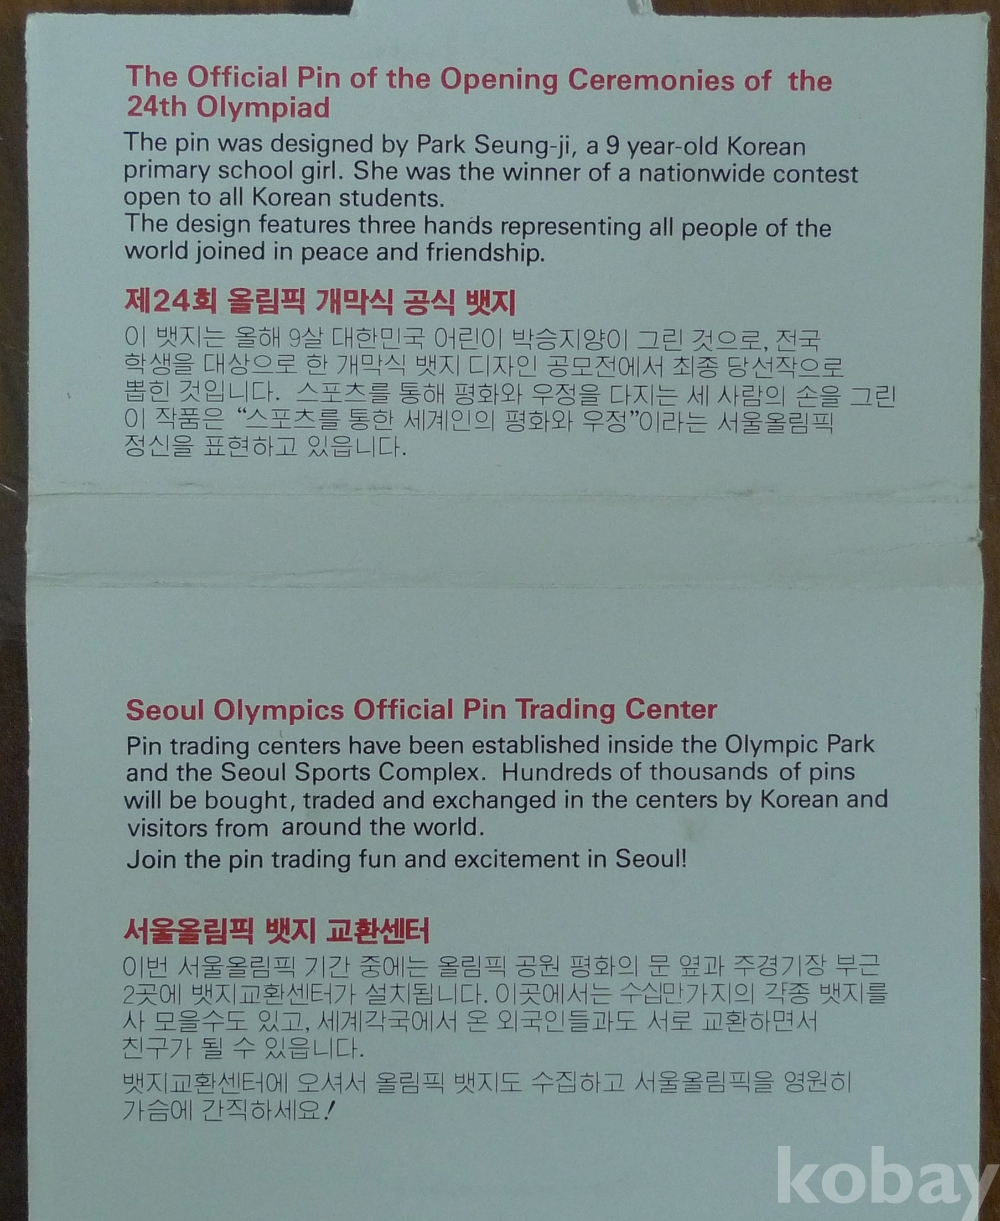 The Official Pin of the Opening Ceremonies of the
24th Olympiad
The pin was designed by Park Seung-ji, a 9 year-old Korean
primary school girl. She was the winner of a nationwide contest
open to all Korean students.
The design features three hands representing all people of the
world joined in peace and friendship.
제24회 올림픽 개막식 공식 뱃지
이 뱃지는 올해 9살 대한민국 어린이 박승지양이 그린 것으로, 전국
학생을 대상으로 한 개막식 뱃지 디자인 공모전에서 최종 당선작으로
뽑힌 것입니다. 스포츠를 통해 평화와 우정을 다지는 세 사람의 손을 그린
이 작품은 “스포츠를 통한 세계인의 평화와 우정”이라는 서울올림픽
정신을 표현하고 있읍니다.
Seoul Olympics Official Pin Trading Center
Pin trading centers have been established inside the Olympic Park
and the Seoul Sports Complex. Hundreds of thousands of pins
will be bought, traded and exchanged in the centers by Korean and
visitors from around the world.
Join the pin trading fun and excitement in Seoul!
서울올림픽 뱃지 교환센터
이번 서울올림픽 기간 중에는 올림픽 공원 평화의 문 옆과 주경기장 부근
2곳에 뱃지교환센터가 설치됩니다. 이곳에서는 수십만가지의 각종 뱃지를
사 모을수도 있고, 세계각국에서 온 외국인들과도 서로 교환하면서
친구가 될 수 있읍니다.
뱃지교환센터에 오셔서 올림픽 뱃지도 수집하고 서울올림픽을 영원히
가슴에 간직하세요!
kobay